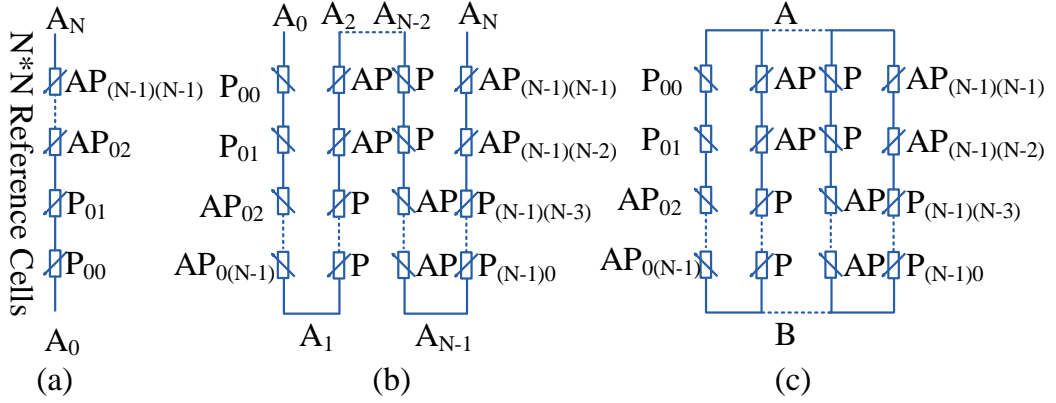 N*N Reference Cells
A_N
AP_(N-1)(N-1)
AP_02
P_01
P_00
A_0
(a)
A_0 A_2 A_N-2 A_N
P_00 AP P AP_(N-1)(N-1)
P_01 AP P AP_(N-1)(N-2)
AP_02 P AP P_(N-1)(N-3)
AP_0(N-1) P AP P_(N-1)0
A_1 A_N-1
(b)
A
P_00 AP P AP_(N-1)(N-1)
P_01 AP P AP_(N-1)(N-2)
AP_02 P AP P_(N-1)(N-3)
AP_0(N-1) P AP P_(N-1)0
B
(c)